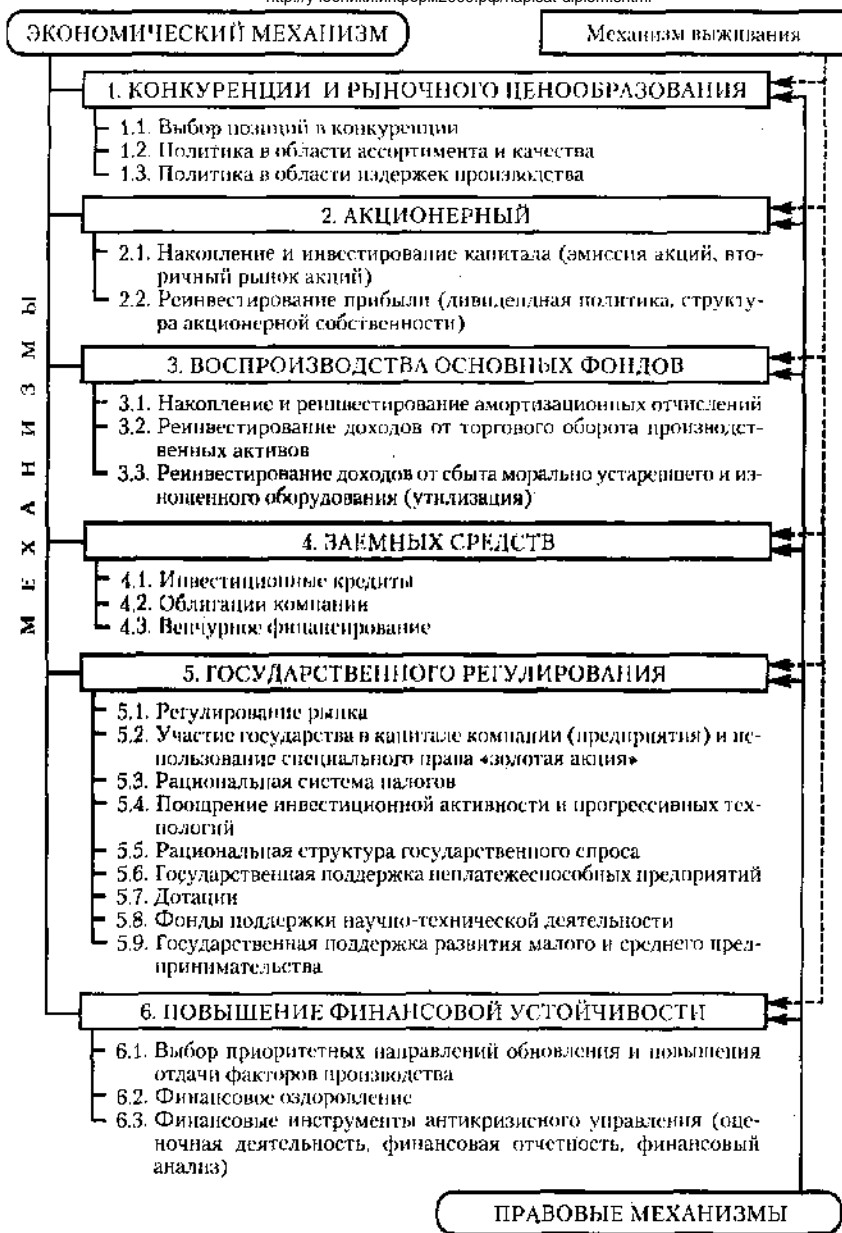 ЭКОНОМИЧЕСКИЙ МЕХАНИЗМ
Механизм выживания
МЕХАНИЗМЫ
1. КОНКУРЕНЦИИ И РЫНОЧНОГО ЦЕНООБРАЗОВАНИЯ
1.1. Выбор позиций в конкуренции
1.2. Политика в области ассортимента и качества
1.3. Политика в области издержек производства
2. АКЦИОНЕРНЫЙ
2.1. Накопление и инвестирование капитала (эмиссия акций, вто-
ричный рынок акций)
2.2. Реинвестирование прибыли (дивидендная политика, структу-
ра акционерной собственности)
3. ВОСПРОИЗВОДСТВА ОСНОВНЫХ ФОНДОВ
3.1. Накопление и реинвестирование амортизационных отчислений
3.2. Реинвестирование доходов от торгового оборота производст-
венных активов
3.3. Реинвестирование доходов от сбыта морально устаревшего и из-
ношенного оборудования (утилизация)
4. ЗАЕМНЫХ СРЕДСТВ
4.1. Инвестиционные кредиты
4.2. Облигации компании
4.3. Венчурное финансирование
5. ГОСУДАРСТВЕННОГО РЕГУЛИРОВАНИЯ
5.1. Регулирование рынка
5.2. Участие государства в капитале компании (предприятия) и ис-
пользование специального права «золотая акция»
5.3. Рациональная система налогов
5.4. Поощрение инвестиционной активности и прогрессивных тех-
нологий
5.5. Рациональная структура государственного спроса
5.6. Государственная поддержка неплатежеспособных предприятий
5.7. Дотации
5.8. Фонды поддержки научно-технической деятельности
5.9. Государственная поддержка развития малого и среднего пред-
принимательства
6. ПОВЫШЕНИЕ ФИНАНСОВОЙ УСТОЙЧИВОСТИ
6.1. Выбор приоритетных направлений обновления и повышения
отдачи факторов производства
6.2. Финансовое оздоровление
6.3. Финансовые инструменты антикризисного управления (оце-
ночная деятельность, финансовая отчетность, финансовый
анализ)
ПРАВОВЫЕ МЕХАНИЗМЫ